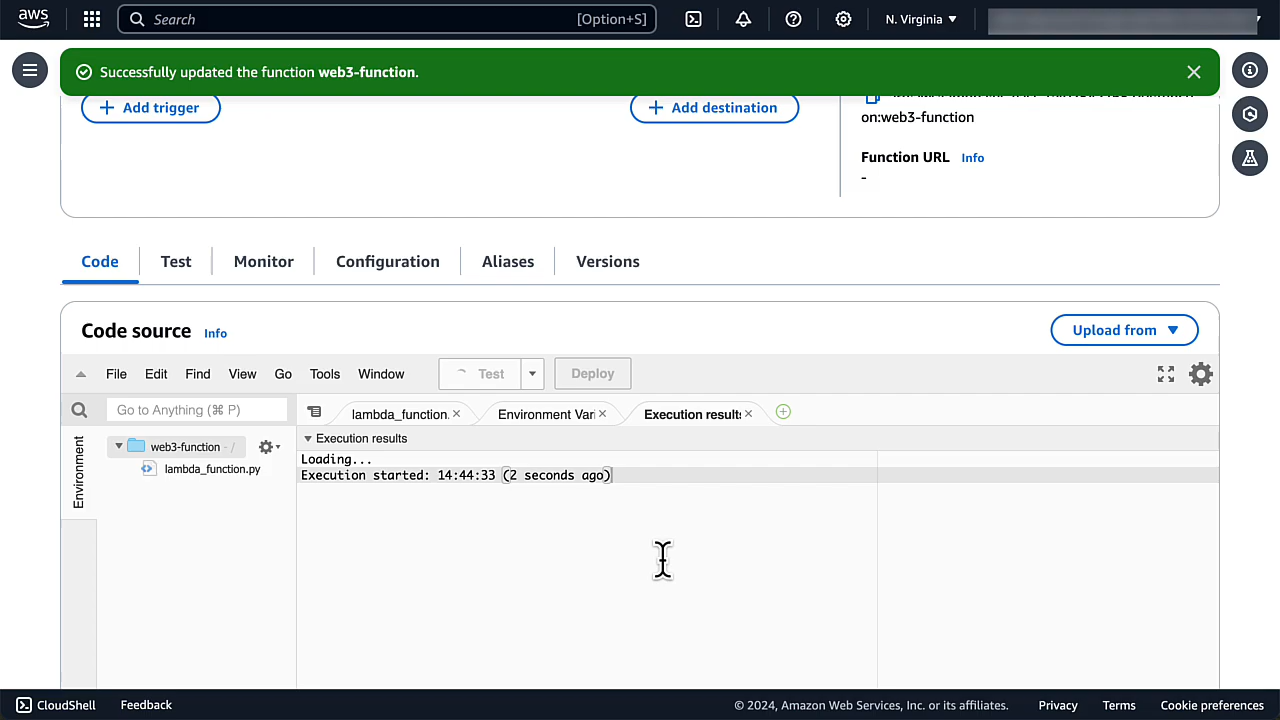 aws
Search [Option+S] N. Virginia
Successfully updated the function web3-function.
Add trigger
Add destination
on:web3-function
Function URL Info
-
Code Test Monitor Configuration Aliases Versions
Code source Info
Upload from
File Edit Find View Go Tools Window Test Deploy
Go to Anything (⌘ P)
lambda_function. Environment Vari Execution results
Execution results
Environment
web3-function - /
lambda_function.py
Loading...
Execution started: 14:44:33 (2 seconds ago)
CloudShell Feedback © 2024, Amazon Web Services, Inc. or its affiliates. Privacy Terms Cookie preferences